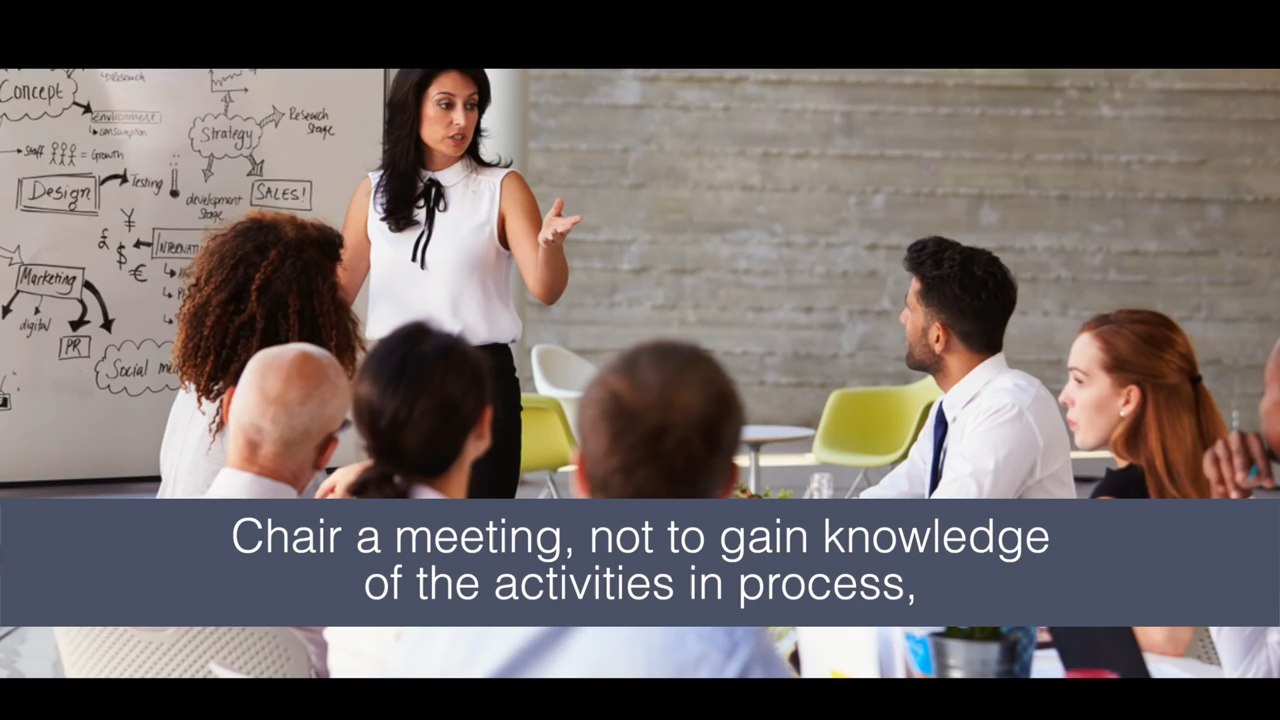 Concept
Research
ENVIRONMENT
consumption
Staff = Growth
Strategy
Research
Stage
Design
Testing
development
Stage
SALES!
¥
£
$
€
Marketing
digital
PR
Social
Chair a meeting, not to gain knowledge
of the activities in process,